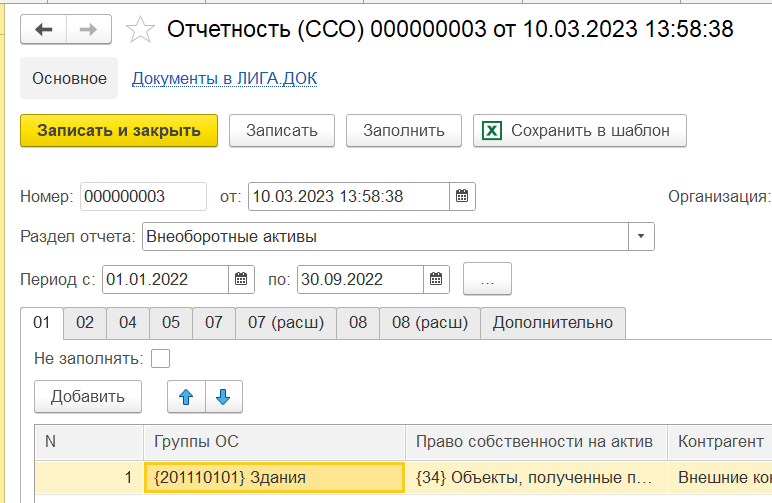 Отчетность (ССО) 000000003 от 10.03.2023 13:58:38
Основное Документы в ЛИГА.ДОК
Записать и закрыть Записать Заполнить Сохранить в шаблон
Номер: 000000003 от: 10.03.2023 13:58:38 Организация:
Раздел отчета: Внеоборотные активы
Период с: 01.01.2022 по: 30.09.2022 ...
01 02 04 05 07 07 (расш) 08 08 (расш) Дополнительно
Не заполнять:
Добавить
N Группы ОС Право собственности на актив Контрагент
1 {201110101} Здания {34} Объекты, полученные п... Внешние